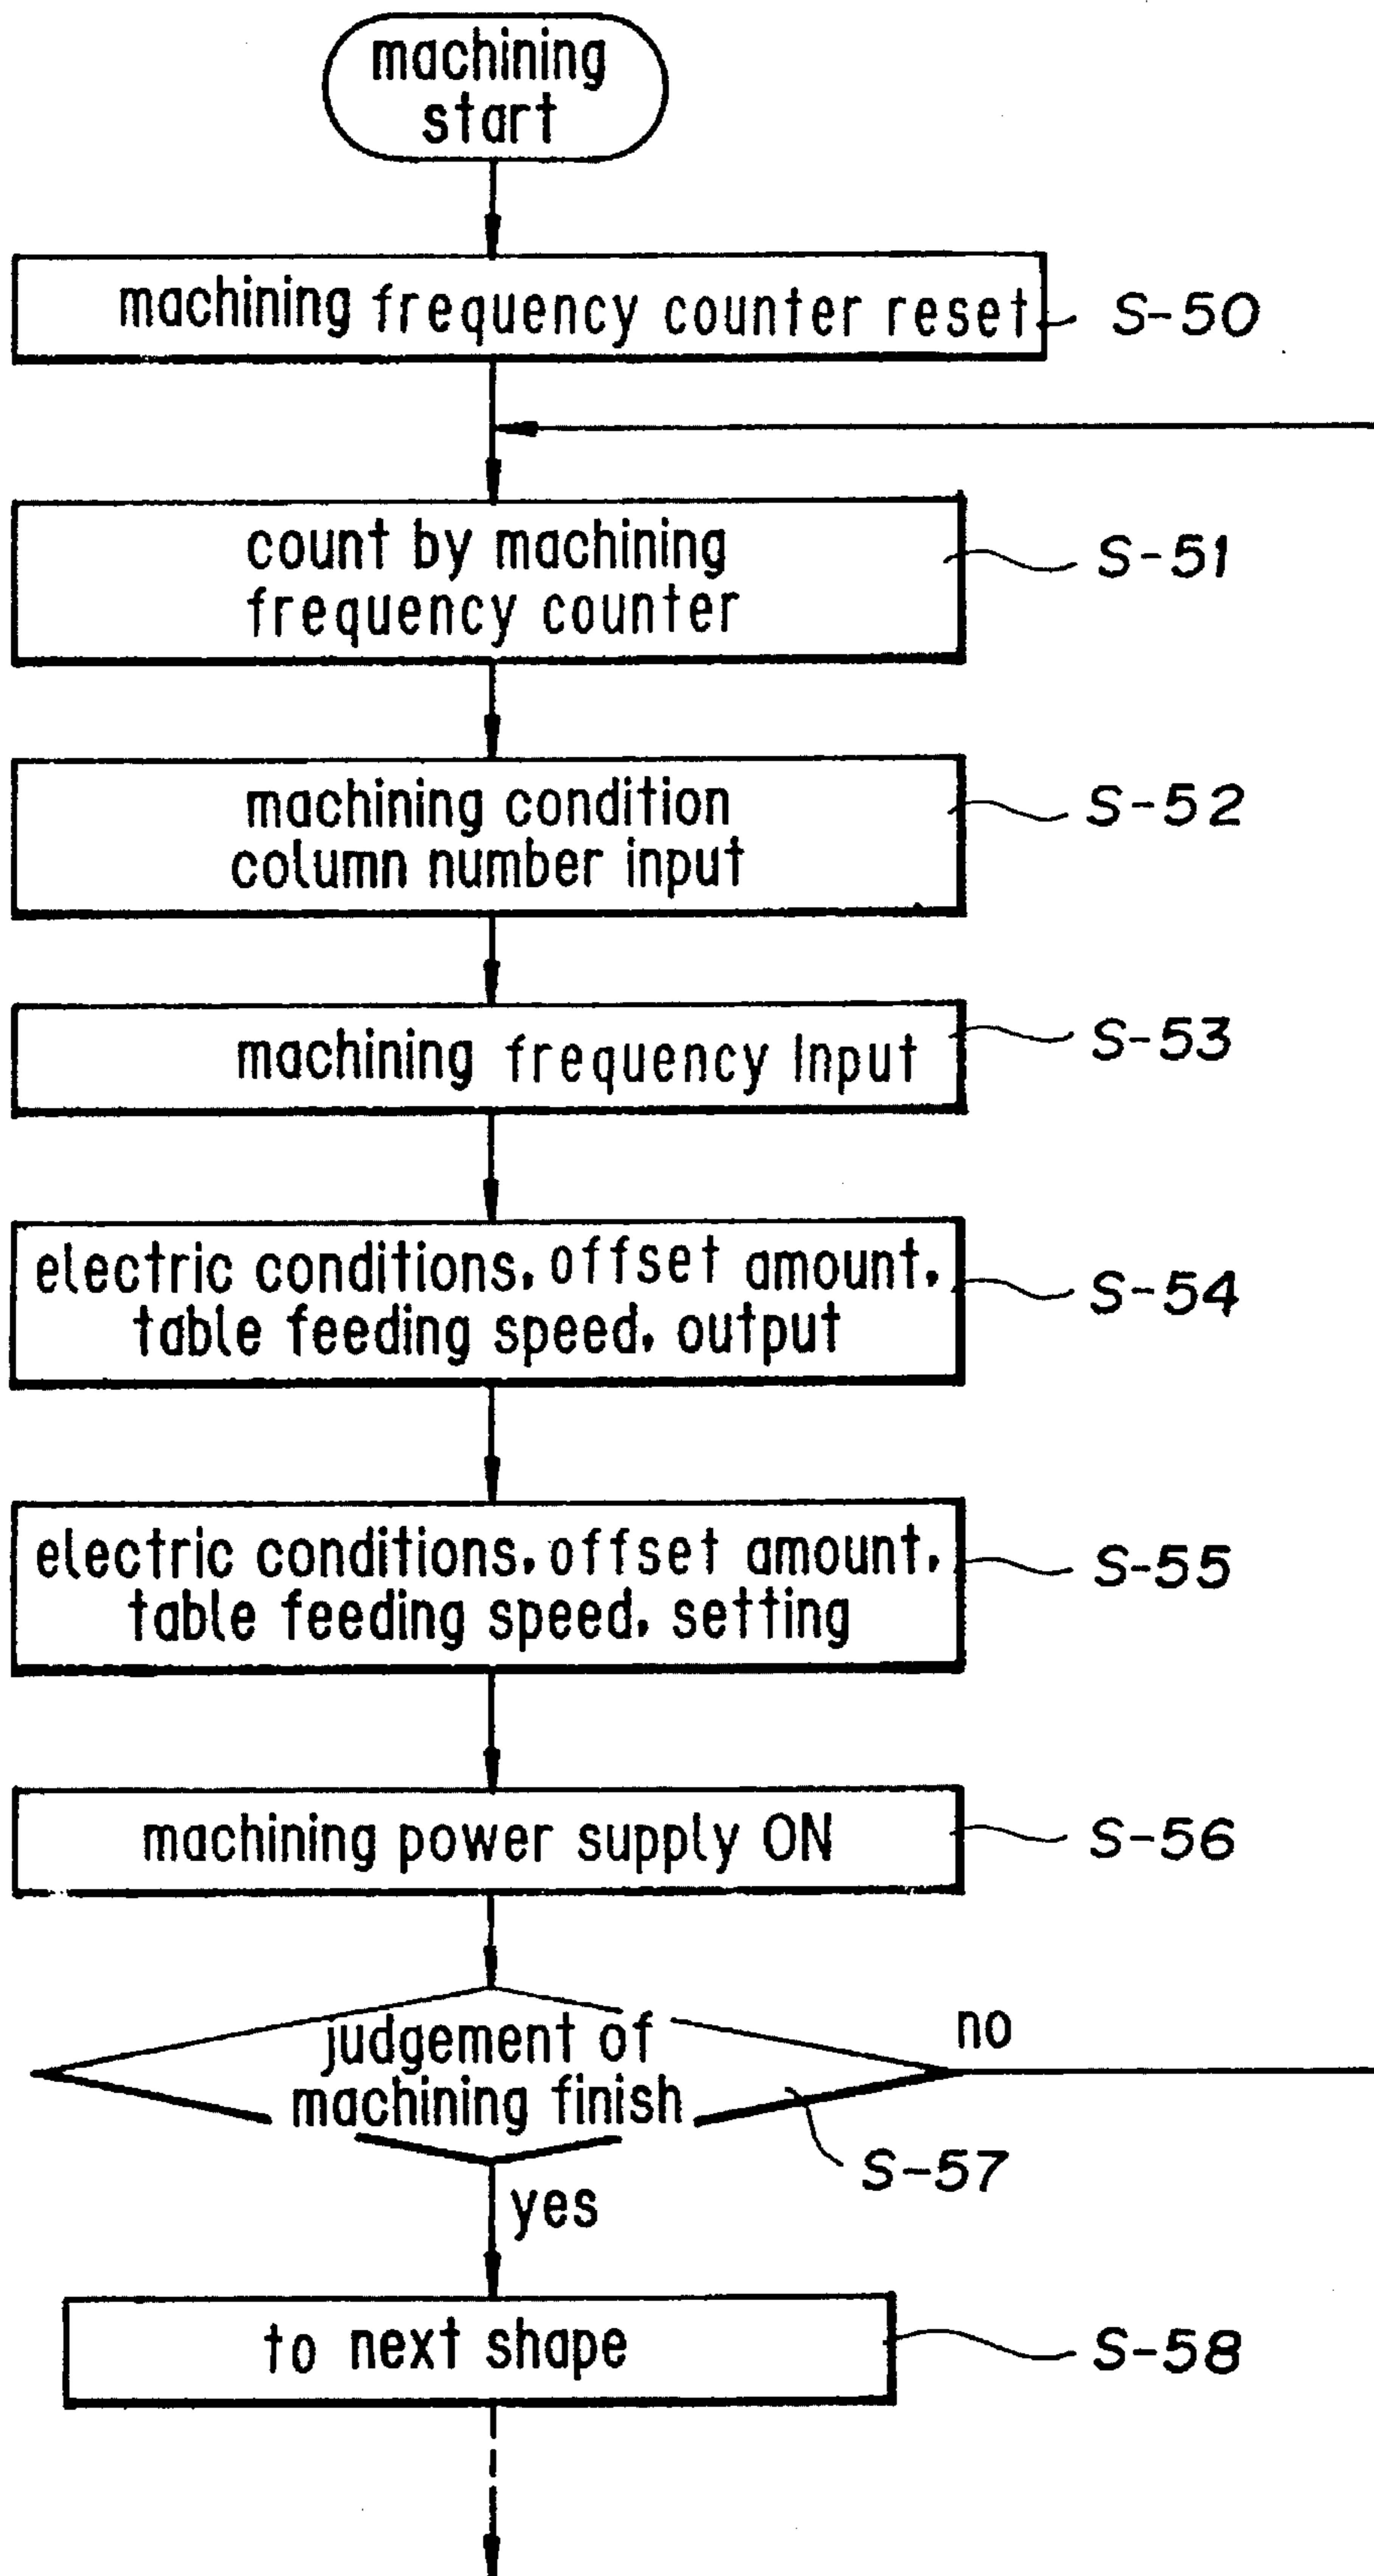 machining
start
machining frequency counter reset
S-50
count by machining
frequency counter
S-51
machining condition
column number input
S-52
machining frequency Input
S-53
electric conditions, offset amount,
table feeding speed, output
S-54
electric conditions, offset amount,
table feeding speed, setting
S-55
machining power supply ON
S-56
judgement of
machining finish
no
S-57
yes
to next shape
S-58